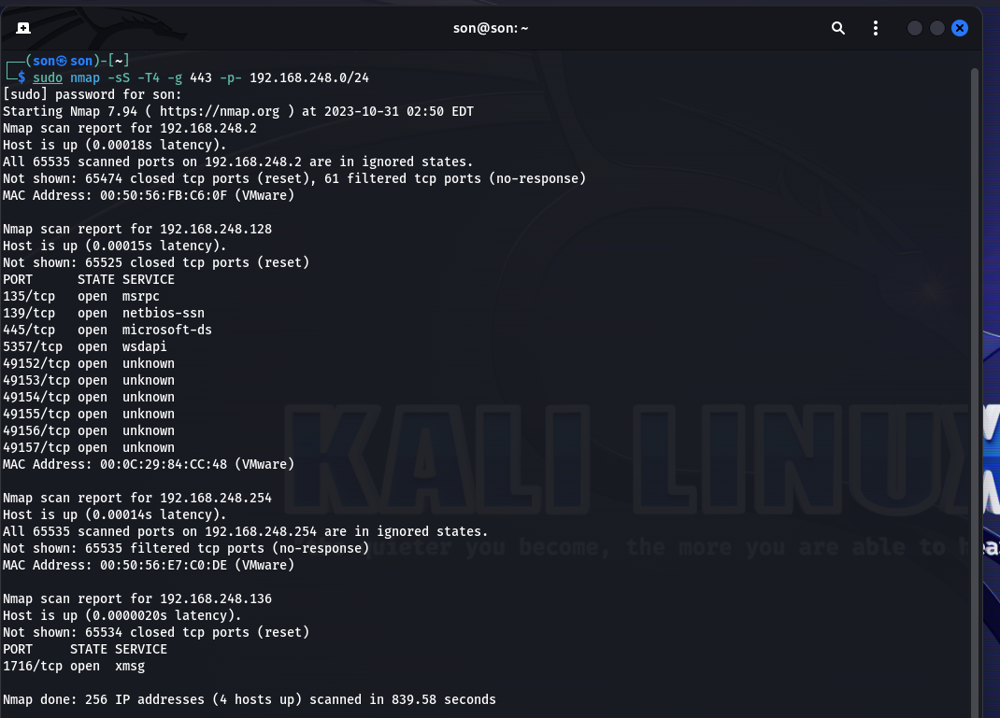 son@son: ~
┌──(son㉿son)-[~]
└─$ sudo nmap -sS -T4 -g 443 -p- 192.168.248.0/24
[sudo] password for son:
Starting Nmap 7.94 ( https://nmap.org ) at 2023-10-31 02:50 EDT
Nmap scan report for 192.168.248.2
Host is up (0.00018s latency).
All 65535 scanned ports on 192.168.248.2 are in ignored states.
Not shown: 65474 closed tcp ports (reset), 61 filtered tcp ports (no-response)
MAC Address: 00:50:56:FB:C6:0F (VMware)
Nmap scan report for 192.168.248.128
Host is up (0.00015s latency).
Not shown: 65525 closed tcp ports (reset)
PORT      STATE SERVICE
135/tcp   open  msrpc
139/tcp   open  netbios-ssn
445/tcp   open  microsoft-ds
5357/tcp  open  wsdapi
49152/tcp open  unknown
49153/tcp open  unknown
49154/tcp open  unknown
49155/tcp open  unknown
49156/tcp open  unknown
49157/tcp open  unknown
MAC Address: 00:0C:29:84:CC:48 (VMware)
Nmap scan report for 192.168.248.254
Host is up (0.00014s latency).
All 65535 scanned ports on 192.168.248.254 are in ignored states.
Not shown: 65535 filtered tcp ports (no-response)
MAC Address: 00:50:56:E7:C0:DE (VMware)
Nmap scan report for 192.168.248.136
Host is up (0.0000020s latency).
Not shown: 65534 closed tcp ports (reset)
PORT     STATE SERVICE
1716/tcp open  xmsg
Nmap done: 256 IP addresses (4 hosts up) scanned in 839.58 seconds
KALI LINUX
quieter you become, the more you are able to hea